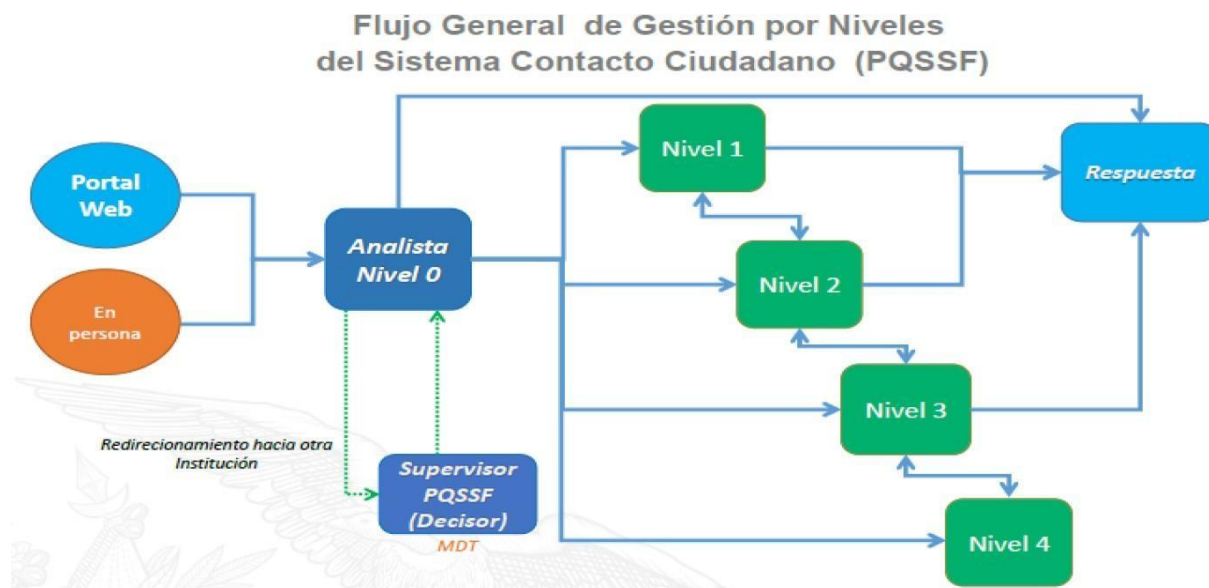 Flujo General de Gestión por Niveles
del Sistema Contacto Ciudadano (PQSSF)
Portal
Web
En
persona
Analista
Nivel 0
Redirecionamiento hacia otra
Institución
Supervisor
PQSSF
(Decisor)
MDT
Nivel 1
Nivel 2
Nivel 3
Nivel 4
Respuesta